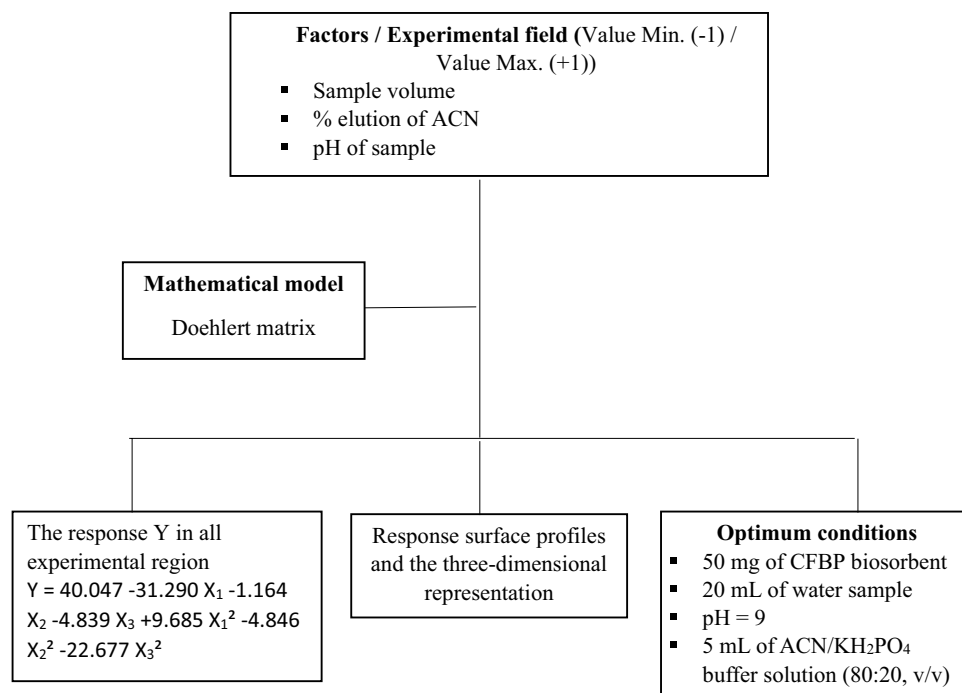 Factors / Experimental field (Value Min. (-1) /
Value Max. (+1))
▪ Sample volume
▪ % elution of ACN
▪ pH of sample
Mathematical model
Doehlert matrix
The response Y in all
experimental region
Y = 40.047 -31.290 X₁ -1.164
X₂ -4.839 X₃ +9.685 X₁² -4.846
X₂² -22.677 X₃²
Response surface profiles
and the three-dimensional
representation
Optimum conditions
▪ 50 mg of CFBP biosorbent
▪ 20 mL of water sample
▪ pH = 9
▪ 5 mL of ACN/KH₂PO₄
buffer solution (80:20, v/v)